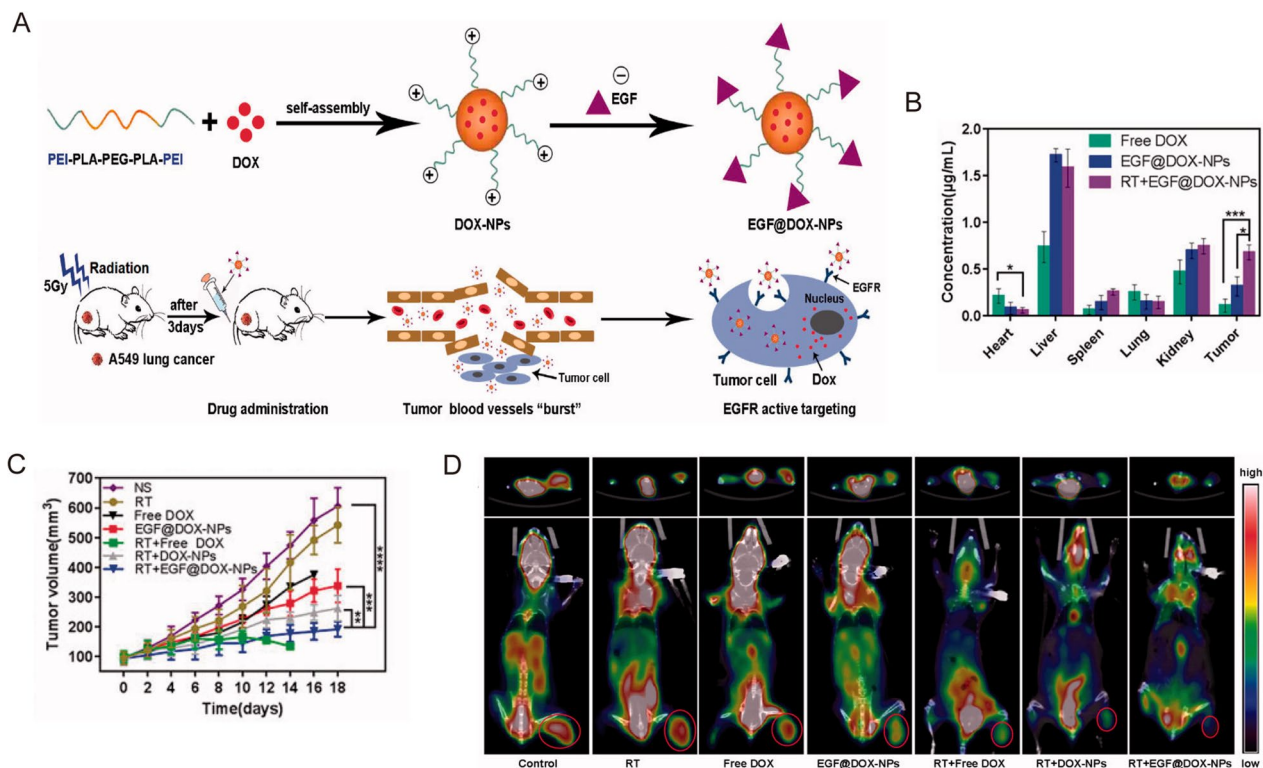 A
self-assembly
EGF
PEI-PLA-PEG-PLA-PEI
DOX
DOX-NPs
EGF@DOX-NPs
5Gy
Radiation
after
3days
A549 lung cancer
Drug administration
Tumor cell
Tumor blood vessels “burst”
EGFR
Nucleus
Tumor cell
Dox
EGFR active targeting
B
Concentration(µg/mL)
2.0
1.5
1.0
0.5
0.0
Free DOX
EGF@DOX-NPs
RT+EGF@DOX-NPs
*
***
*
Heart
Liver
Spleen
Lung
Kidney
Tumor
C
Tumor volume(mm³)
700
600
500
400
300
200
100
NS
RT
Free DOX
EGF@DOX-NPs
RT+Free DOX
RT+DOX-NPs
RT+EGF@DOX-NPs
**
***
****
0 2 4 6 8 10 12 14 16 18
Time(days)
D
high
low
Control
RT
Free DOX
EGF@DOX-NPs
RT+Free DOX
RT+DOX-NPs
RT+EGF@DOX-NPs